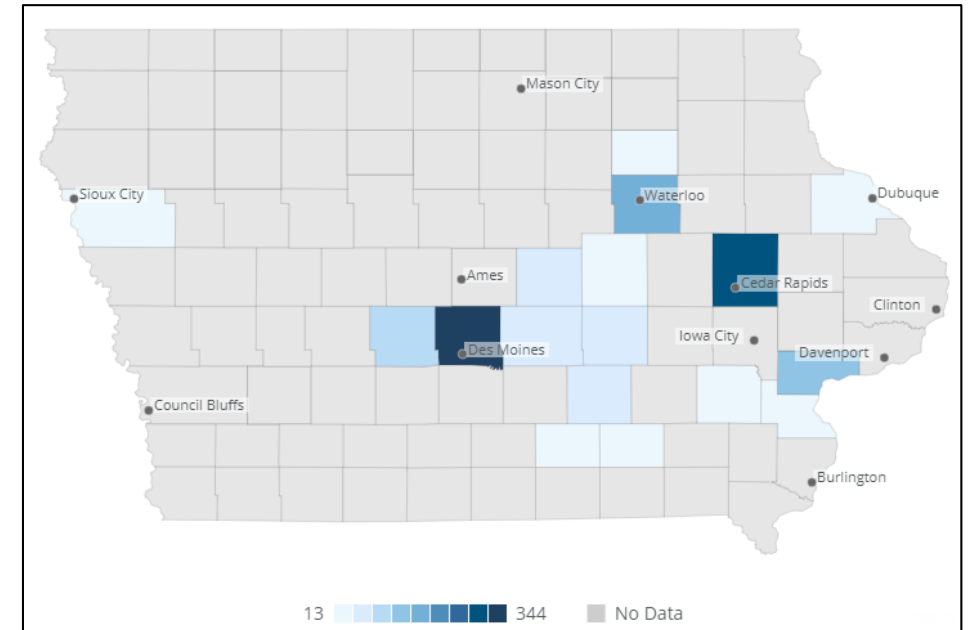 Mason City
Sioux City
Waterloo
Dubuque
Ames
Cedar Rapids
Clinton
Iowa City
Des Moines
Davenport
Council Bluffs
Burlington
13 344 No Data